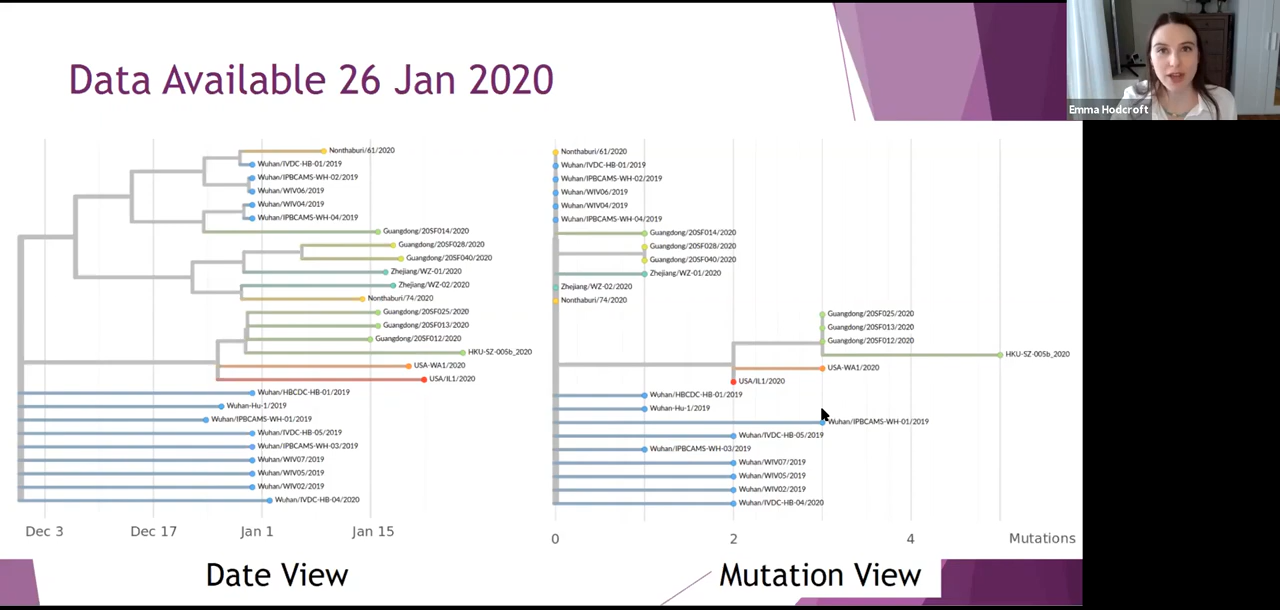 Data Available 26 Jan 2020
Emma Hodcroft
Nonthaburi/61/2020
Wuhan/IVDC-HB-01/2019
Wuhan/IPBCAMS-WH-02/2019
Wuhan/WIV06/2019
Wuhan/WIV04/2019
Wuhan/IPBCAMS-WH-04/2019
Guangdong/20SF014/2020
Guangdong/20SF028/2020
Guangdong/20SF040/2020
Zhejiang/WZ-01/2020
Zhejiang/WZ-02/2020
Nonthaburi/74/2020
Guangdong/20SF025/2020
Guangdong/20SF013/2020
Guangdong/20SF012/2020
HKU-SZ-005b_2020
USA-WA1/2020
USA/IL1/2020
Wuhan/HBCDC-HB-01/2019
Wuhan-Hu-1/2019
Wuhan/IPBCAMS-WH-01/2019
Wuhan/IVDC-HB-05/2019
Wuhan/IPBCAMS-WH-03/2019
Wuhan/WIV07/2019
Wuhan/WIV05/2019
Wuhan/WIV02/2019
Wuhan/IVDC-HB-04/2020
Dec 3 Dec 17 Jan 1 Jan 15
Date View
Nonthaburi/61/2020
Wuhan/IVDC-HB-01/2019
Wuhan/IPBCAMS-WH-02/2019
Wuhan/WIV06/2019
Wuhan/WIV04/2019
Wuhan/IPBCAMS-WH-04/2019
Guangdong/20SF014/2020
Guangdong/20SF028/2020
Guangdong/20SF040/2020
Zhejiang/WZ-01/2020
Zhejiang/WZ-02/2020
Nonthaburi/74/2020
Guangdong/20SF025/2020
Guangdong/20SF013/2020
Guangdong/20SF012/2020
HKU-SZ-005b_2020
USA-WA1/2020
USA/IL1/2020
Wuhan/HBCDC-HB-01/2019
Wuhan-Hu-1/2019
Wuhan/IPBCAMS-WH-01/2019
Wuhan/IVDC-HB-05/2019
Wuhan/IPBCAMS-WH-03/2019
Wuhan/WIV07/2019
Wuhan/WIV05/2019
Wuhan/WIV02/2019
Wuhan/IVDC-HB-04/2020
0 2 4 Mutations
Mutation View